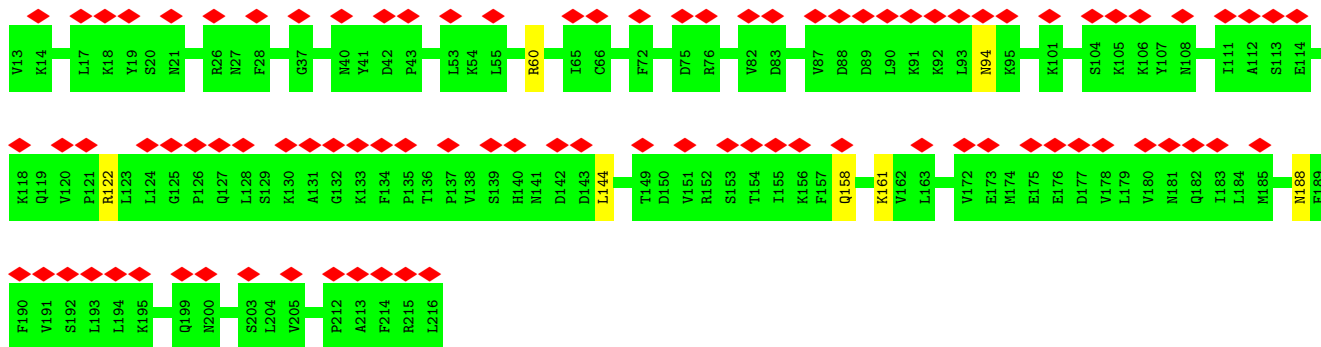 V13 K14 L17 K18 Y19 S20 N21 R26 N27 F28 G37 N40 Y41 D42 P43 L53 K54 L55 R60 I65 C66 F72 D75 R76 V82 D83 V87 D88 D89 L90 K91 K92 L93 N94 K95 K101 S104 K105 K106 Y107 N108 I111 A112 S113 E114
K118 Q119 V120 P121 R122 L123 L124 G125 P126 Q127 L128 S129 K130 A131 G132 K133 F134 P135 T136 P137 V138 S139 H140 N141 D142 D143 L144 T149 D150 V151 R152 S153 T154 I155 K156 F157 Q158 K161 V162 L163 V172 E173 M174 E175 E176 D177 V178 L179 V180 N181 Q182 I183 L184 M185 N188 E189
F190 V191 S192 L193 L194 K195 Q199 N200 S203 L204 V205 P212 A213 F214 R215 L216